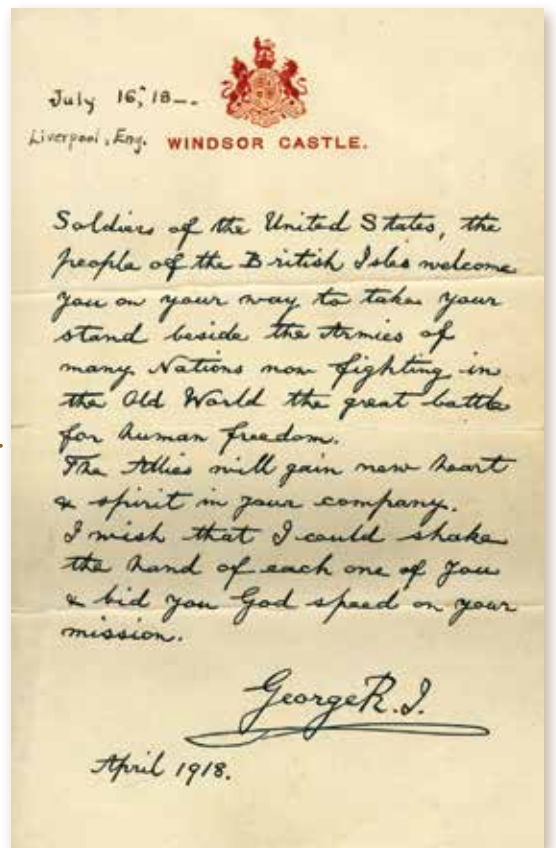 July 16,'18-.
Liverpool, Eng.
WINDSOR CASTLE.
Soldiers of the United States, the
people of the British Isles welcome
you on your way to take your
stand beside the Armies of
many Nations now fighting in
the Old World the great battle
for human freedom.
The Allies will gain new heart
& spirit in your company.
I wish that I could shake
the hand of each one of you
& bid you God speed on your
mission.
George R.I.
April 1918.